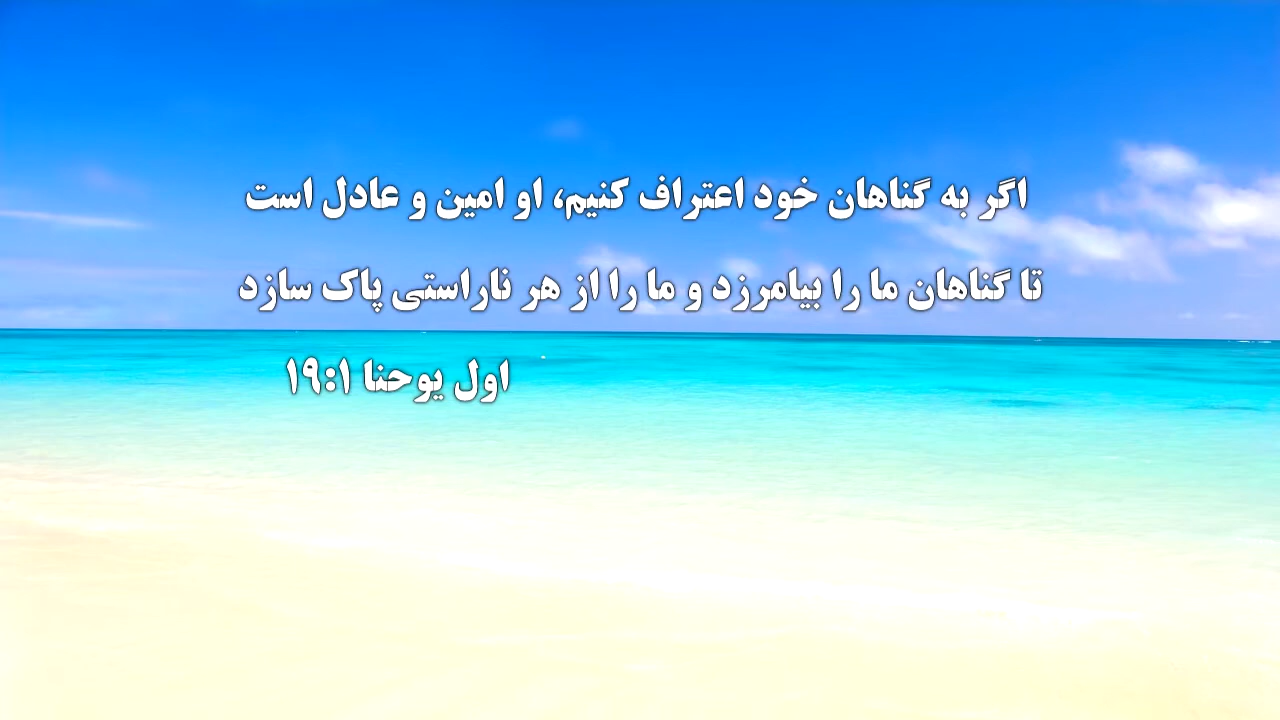 اگر به گناهان خود اعتراف کنیم، او امین و عادل است
تا گناهان ما را بیامرزد و ما را از هر ناراستی پاک سازد
اول یوحنا ۱۹:۱